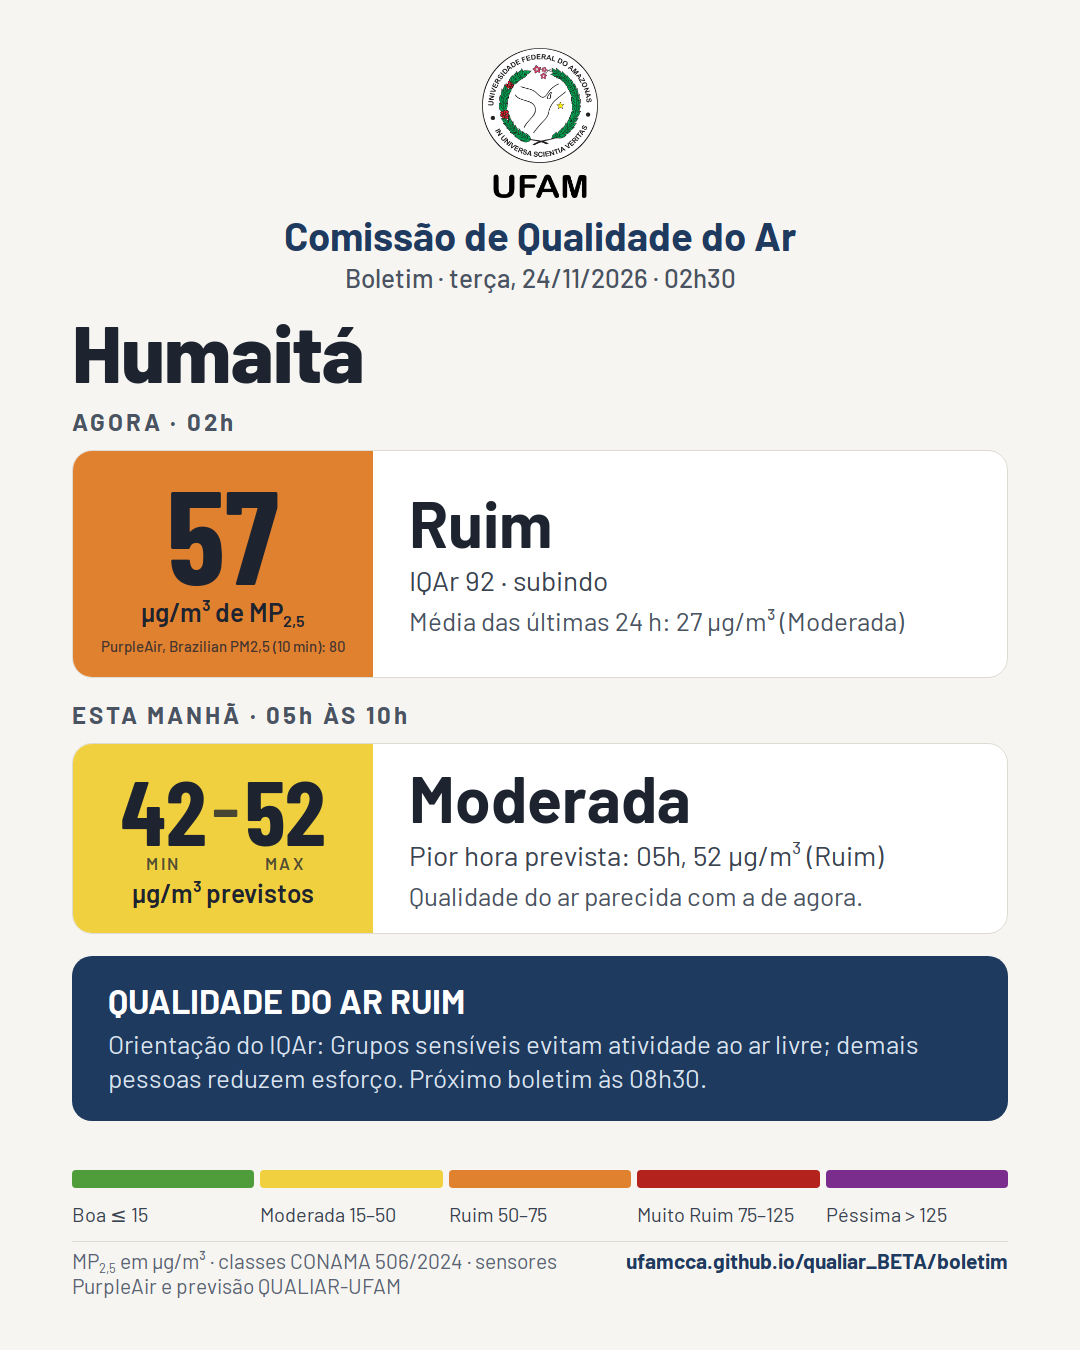 UNIVERSIDADE FEDERAL DO AMAZONAS
IN UNIVERSA SCIENTIA VERITAS
UFAM
Comissão de Qualidade do Ar
Boletim · terça, 24/11/2026 · 02h30
Humaitá
AGORA · 02h
57
µg/m³ de MP2,5
PurpleAir, Brazilian PM2,5 (10 min): 80
Ruim
IQAr 92 · subindo
Média das últimas 24 h: 27 µg/m³ (Moderada)
ESTA MANHÃ · 05h ÀS 10h
42–52
MIN MAX
µg/m³ previstos
Moderada
Pior hora prevista: 05h, 52 µg/m³ (Ruim)
Qualidade do ar parecida com a de agora.
QUALIDADE DO AR RUIM
Orientação do IQAr: Grupos sensíveis evitam atividade ao ar livre; demais
pessoas reduzem esforço. Próximo boletim às 08h30.
Boa ≤ 15 Moderada 15–50 Ruim 50–75 Muito Ruim 75–125 Péssima > 125
MP2,5 em µg/m³ · classes CONAMA 506/2024 · sensores
PurpleAir e previsão QUALIAR-UFAM
ufamcca.github.io/qualiar_BETA/boletim